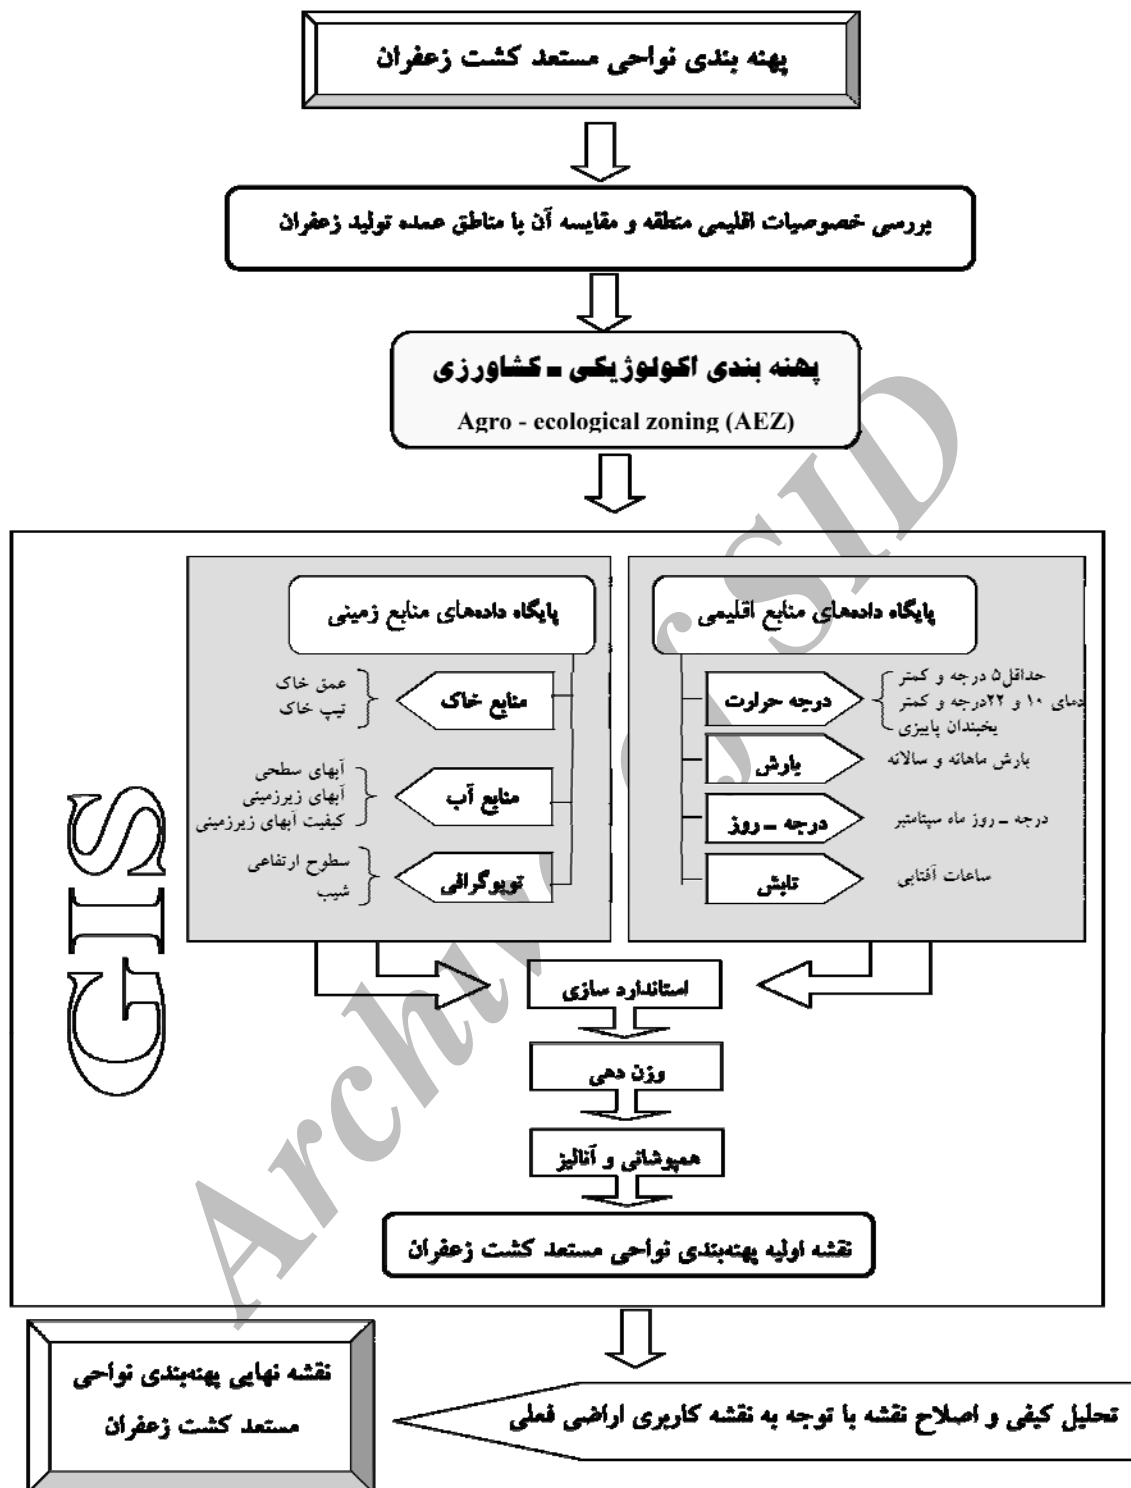 پهنه بندی نواحی مستعد کشت زعفران
بررسی خصوصیات اقلیمی منطقه و مقایسه آن با مناطق عمده تولید زعفران
پهنه بندی اکولوژیکی - کشاورزی
Agro - ecological zoning (AEZ)
پایگاه داده‌های منابع اقلیمی
درجه حرارت
حداقل۵ درجه و کمتر
دمای ۱۰ و ۲۲درجه و کمتر
یخبندان پاییزی
بارش
بارش ماهانه و سالانه
درجه - روز
درجه - روز ماه سپتامبر
تابش
ساعات آفتابی
پایگاه داده‌های منابع زمینی
منابع خاک
عمق خاک
تیپ خاک
منابع آب
آبهای سطحی
آبهای زیرزمینی
کیفیت آبهای زیرزمینی
توپوگرافی
سطوح ارتفاعی
شیب
GIS
استاندارد سازی
وزن دهی
همپوشانی و آنالیز
نقشه اولیه پهنه‌بندی نواحی مستعد کشت زعفران
تحلیل کیفی و اصلاح نقشه با توجه به نقشه کاربری اراضی فعلی
نقشه نهایی پهنه‌بندی نواحی
مستعد کشت زعفران
Archive of SID